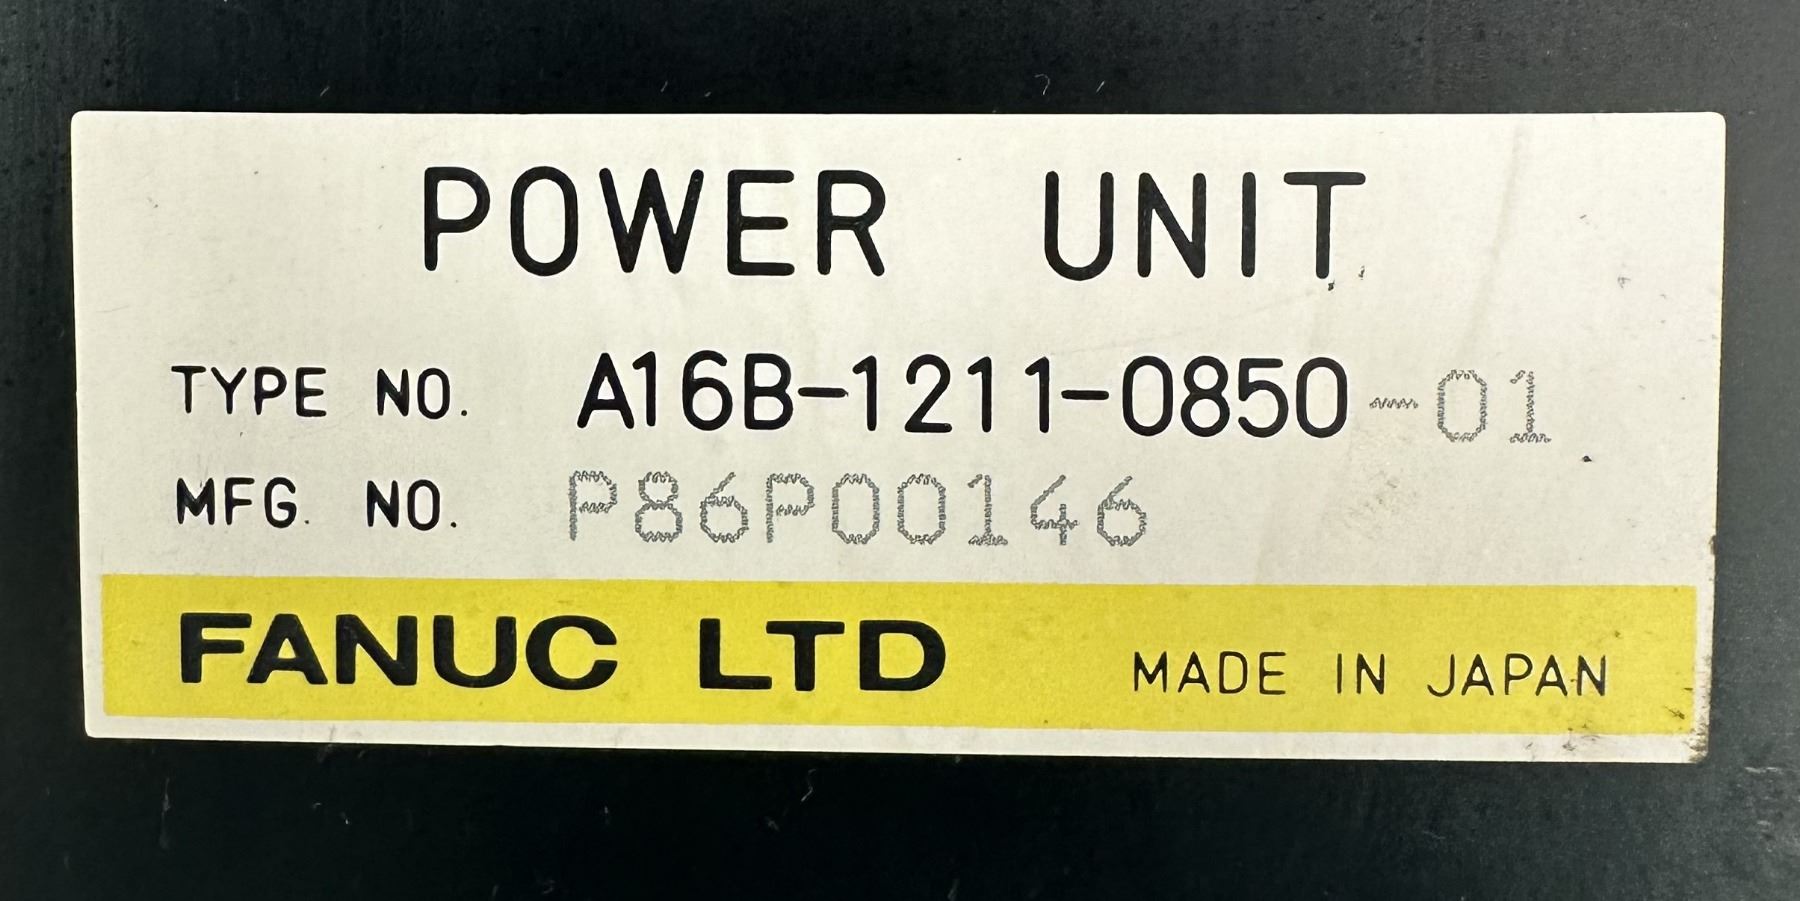 POWER UNIT
TYPE NO. A16B-1211-0850-01
MFG. NO. P86P00146
FANUC LTD MADE IN JAPAN